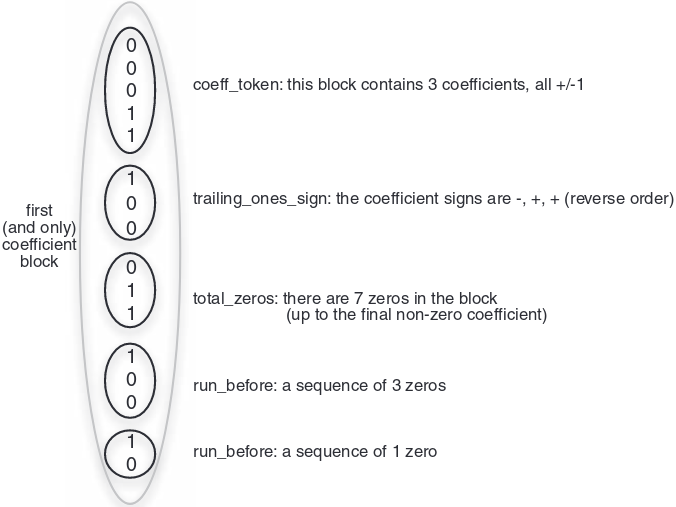 0
0
0
1
1
coeff_token: this block contains 3 coefficients, all +/-1
1
0
0
trailing_ones_sign: the coefficient signs are -, +, + (reverse order)
first
(and only)
coefficient
block
0
1
1
total_zeros: there are 7 zeros in the block
(up to the final non-zero coefficient)
1
0
0
run_before: a sequence of 3 zeros
1
0
run_before: a sequence of 1 zero